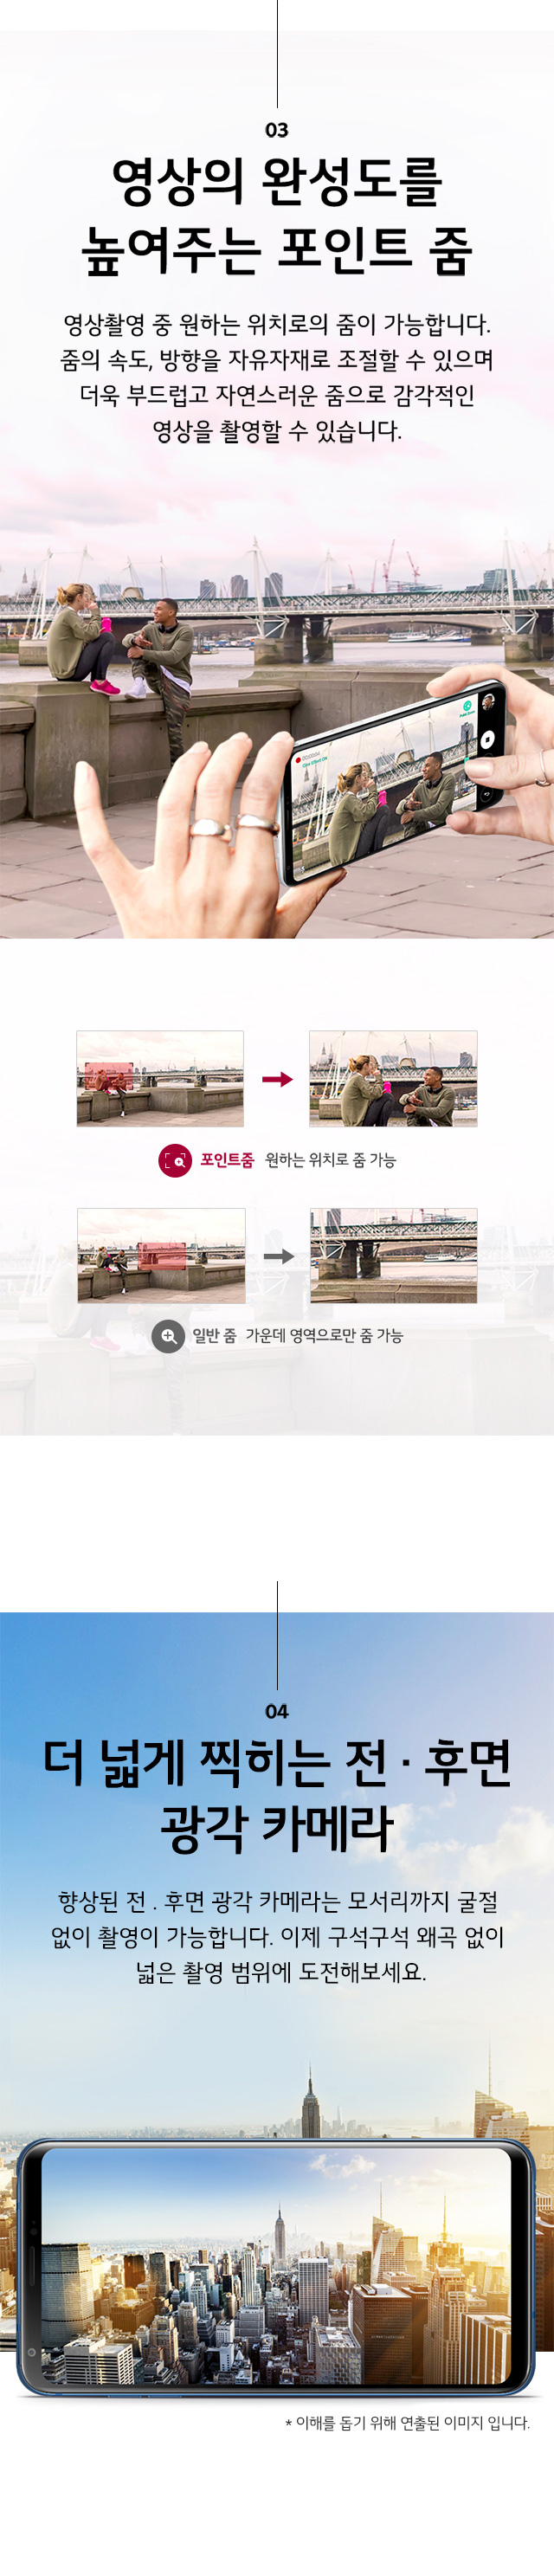 03
영상의 완성도를
높여주는 포인트 줌
영상촬영 중 원하는 위치로의 줌이 가능합니다.
줌의 속도, 방향을 자유자재로 조절할 수 있으며
더욱 부드럽고 자연스러운 줌으로 감각적인
영상을 촬영할 수 있습니다.
포인트줌 원하는 위치로 줌 가능
일반 줌 가운데 영역으로만 줌 가능
04
더 넓게 찍히는 전 · 후면
광각 카메라
향상된 전 . 후면 광각 카메라는 모서리까지 굴절
없이 촬영이 가능합니다. 이제 구석구석 왜곡 없이
넓은 촬영 범위에 도전해보세요.
* 이해를 돕기 위해 연출된 이미지 입니다.